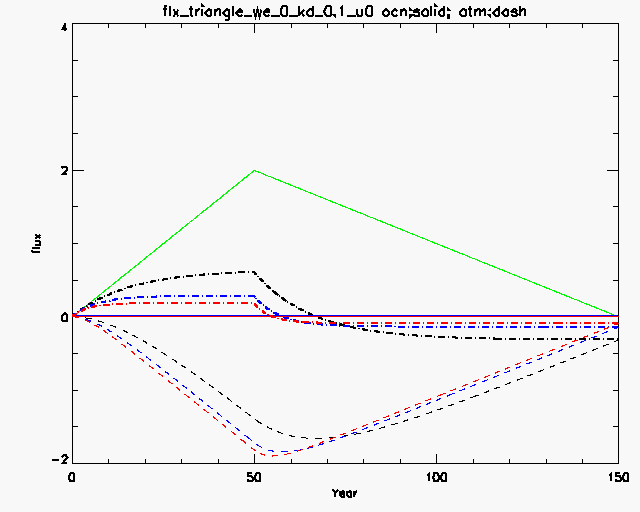 flx_triangle_we_0_kd_0.1_u0 ocn;solid; atm;dash
4
2
flux
0
-2
0 50 100 150
Year